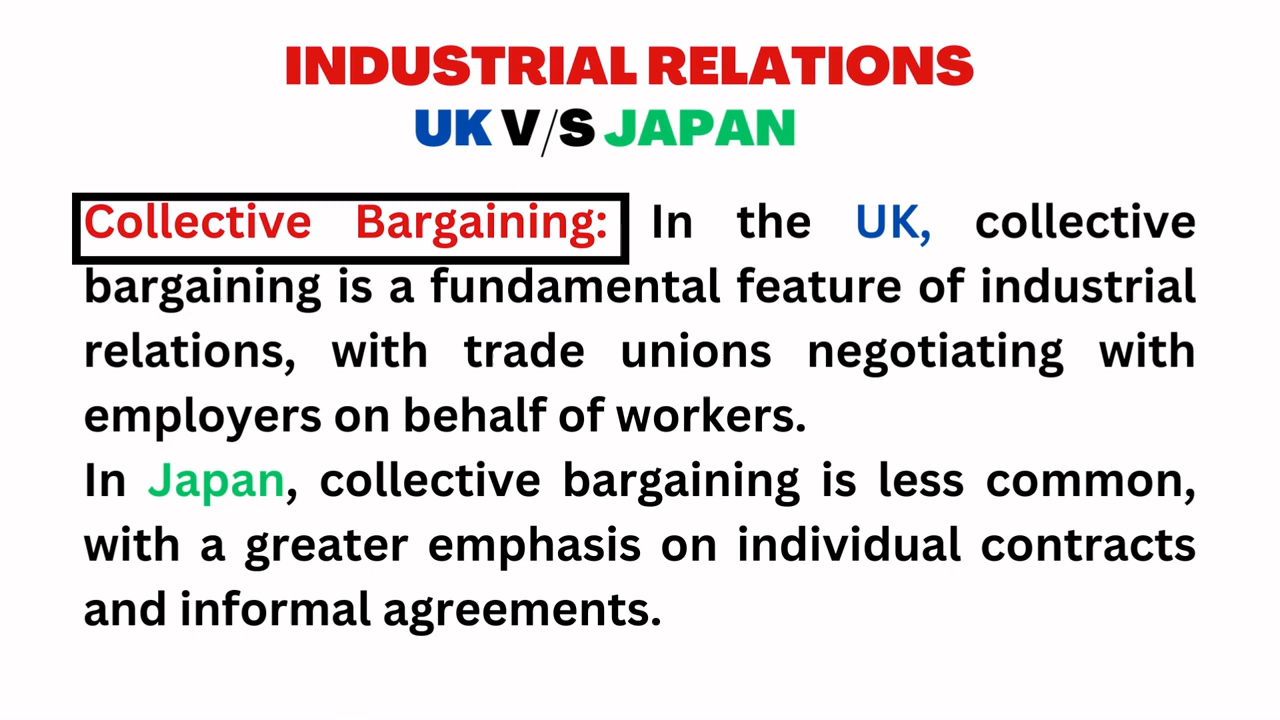 INDUSTRIAL RELATIONS
UK V/S JAPAN
Collective Bargaining: In the UK, collective
bargaining is a fundamental feature of industrial
relations, with trade unions negotiating with
employers on behalf of workers.
In Japan, collective bargaining is less common,
with a greater emphasis on individual contracts
and informal agreements.